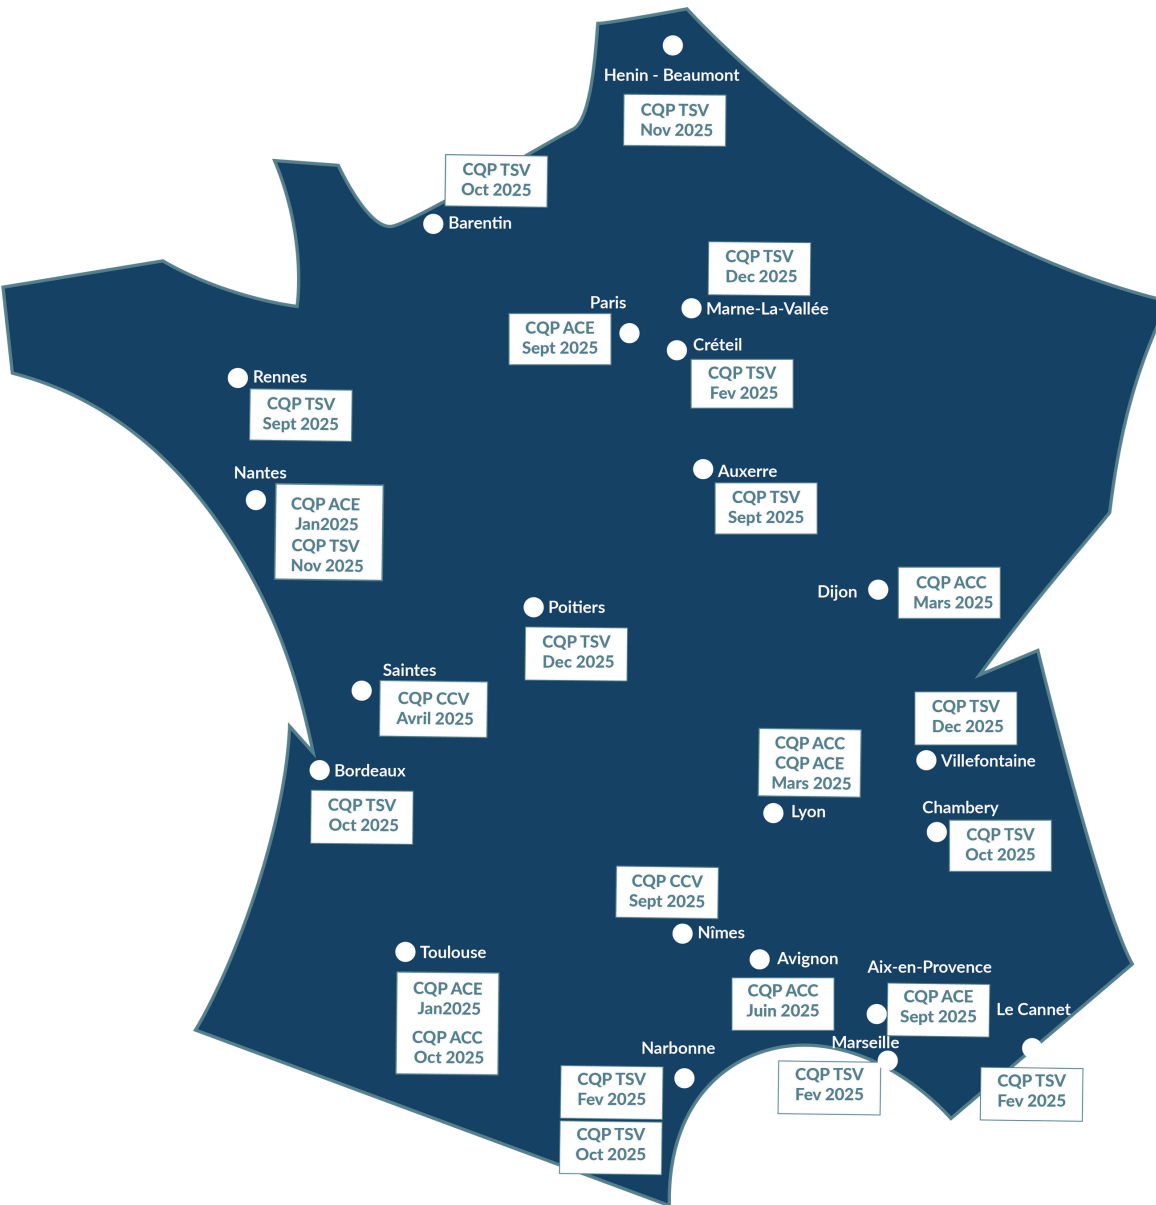 Henin - Beaumont
CQP TSV
Nov 2025
CQP TSV
Oct 2025
Barentin
CQP TSV
Dec 2025
Marne-La-Vallée
Paris
CQP ACE
Sept 2025
Créteil
CQP TSV
Fev 2025
Rennes
CQP TSV
Sept 2025
Nantes
CQP ACE
Jan2025
CQP TSV
Nov 2025
Auxerre
CQP TSV
Sept 2025
Dijon
CQP ACC
Mars 2025
Poitiers
CQP TSV
Dec 2025
Saintes
CQP CCV
Avril 2025
Bordeaux
CQP TSV
Oct 2025
CQP TSV
Dec 2025
Villefontaine
CQP ACC
CQP ACE
Mars 2025
Lyon
Chambery
CQP TSV
Oct 2025
CQP CCV
Sept 2025
Nîmes
Toulouse
CQP ACE
Jan2025
CQP ACC
Oct 2025
Avignon
CQP ACC
Juin 2025
Aix-en-Provence
CQP ACE
Sept 2025
Le Cannet
CQP TSV
Fev 2025
Marseille
CQP TSV
Fev 2025
Narbonne
CQP TSV
Fev 2025
CQP TSV
Oct 2025